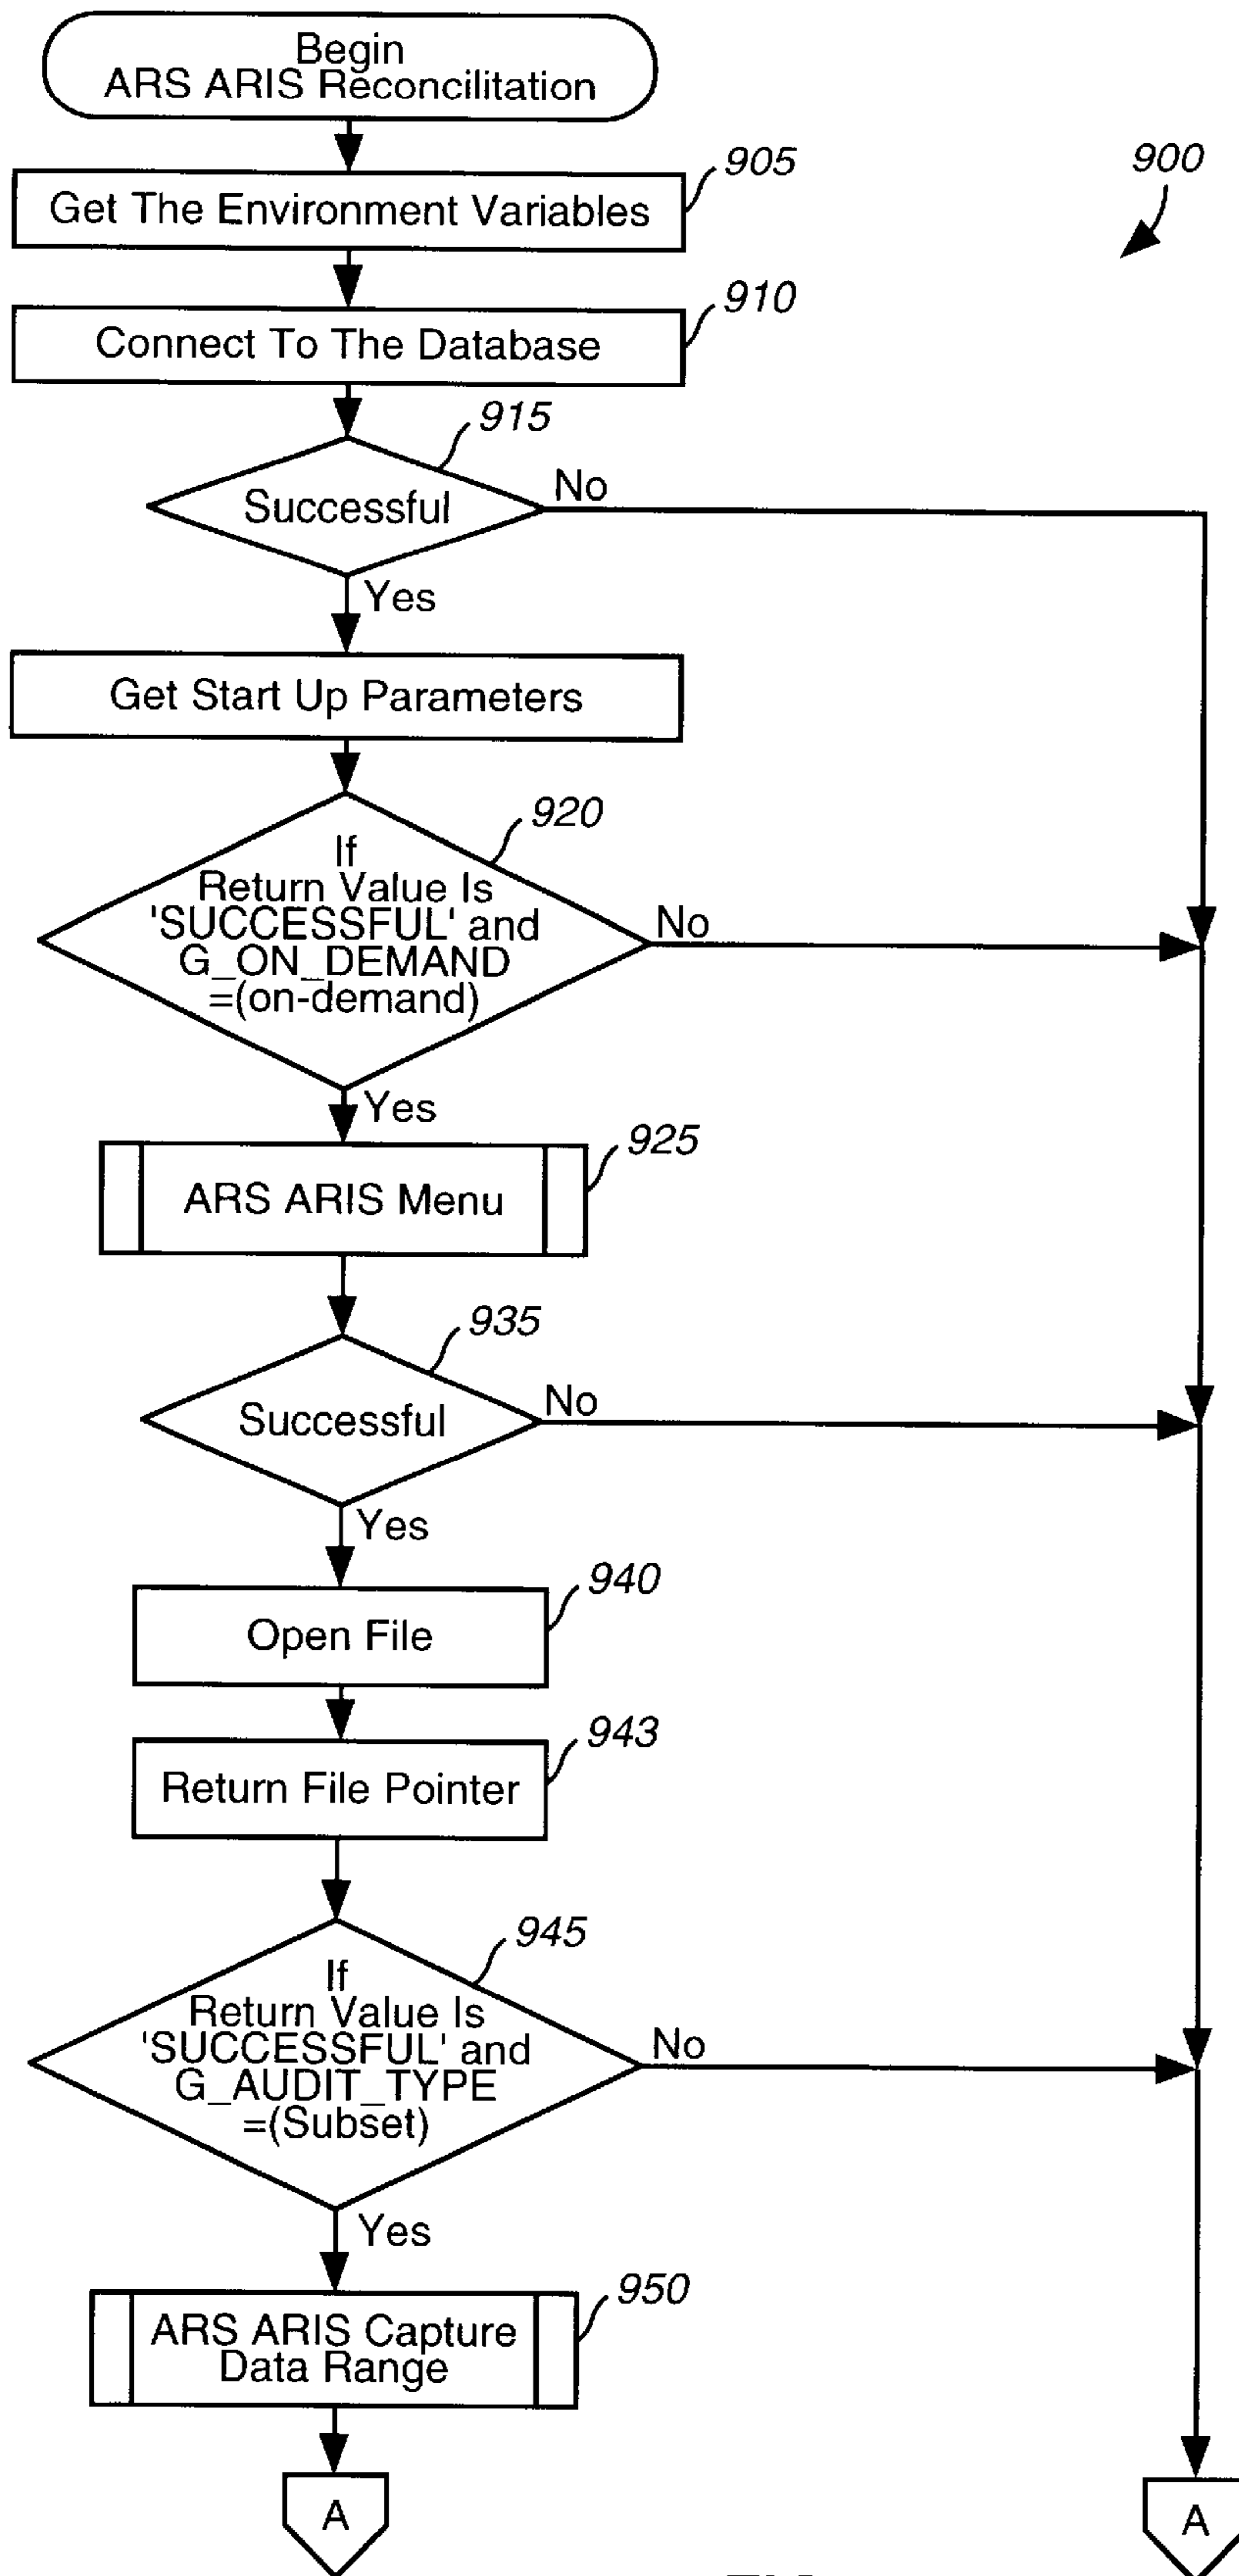 Begin
ARS ARIS Reconcilitation
905
900
Get The Environment Variables
910
Connect To The Database
915
Successful
No
Yes
Get Start Up Parameters
920
If
Return Value Is
'SUCCESSFUL' and
G_ON_DEMAND
=(on-demand)
No
Yes
925
ARS ARIS Menu
935
Successful
No
Yes
940
Open File
943
Return File Pointer
945
If
Return Value Is
'SUCCESSFUL' and
G_AUDIT_TYPE
=(Subset)
No
Yes
950
ARS ARIS Capture
Data Range
A
A